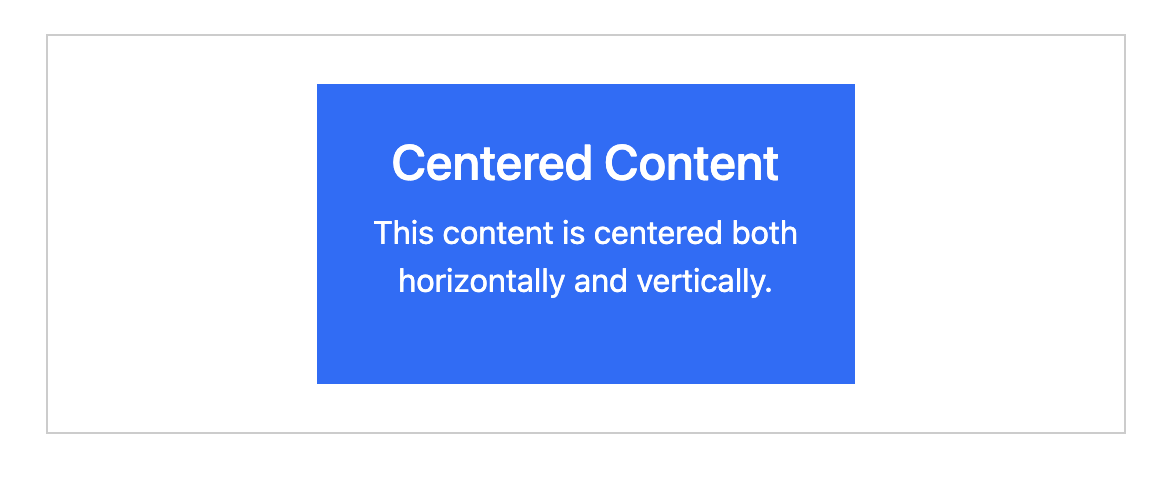 Centered Content
This content is centered both
horizontally and vertically.